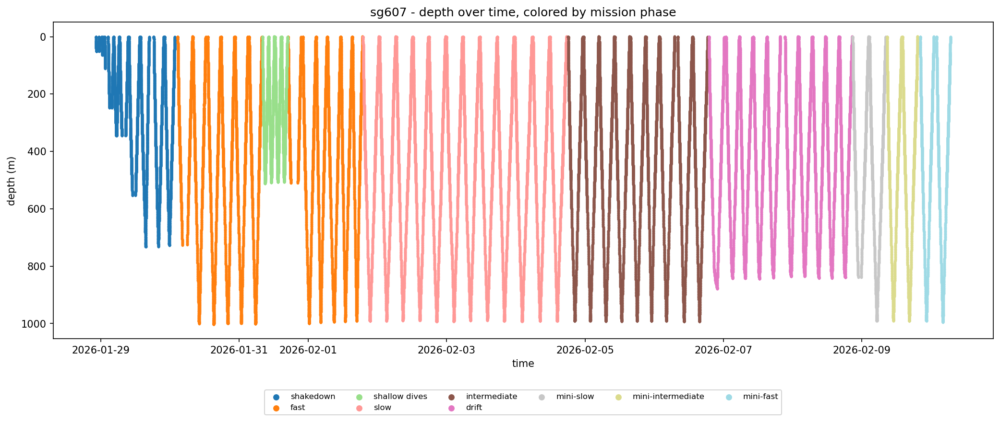 sg607 - depth over time, colored by mission phase
depth (m)
0
200
400
600
800
1000
2026-01-29 2026-01-31 2026-02-01 2026-02-03 2026-02-05 2026-02-07 2026-02-09
time
shakedown shallow dives intermediate mini-slow mini-intermediate mini-fast
fast slow drift